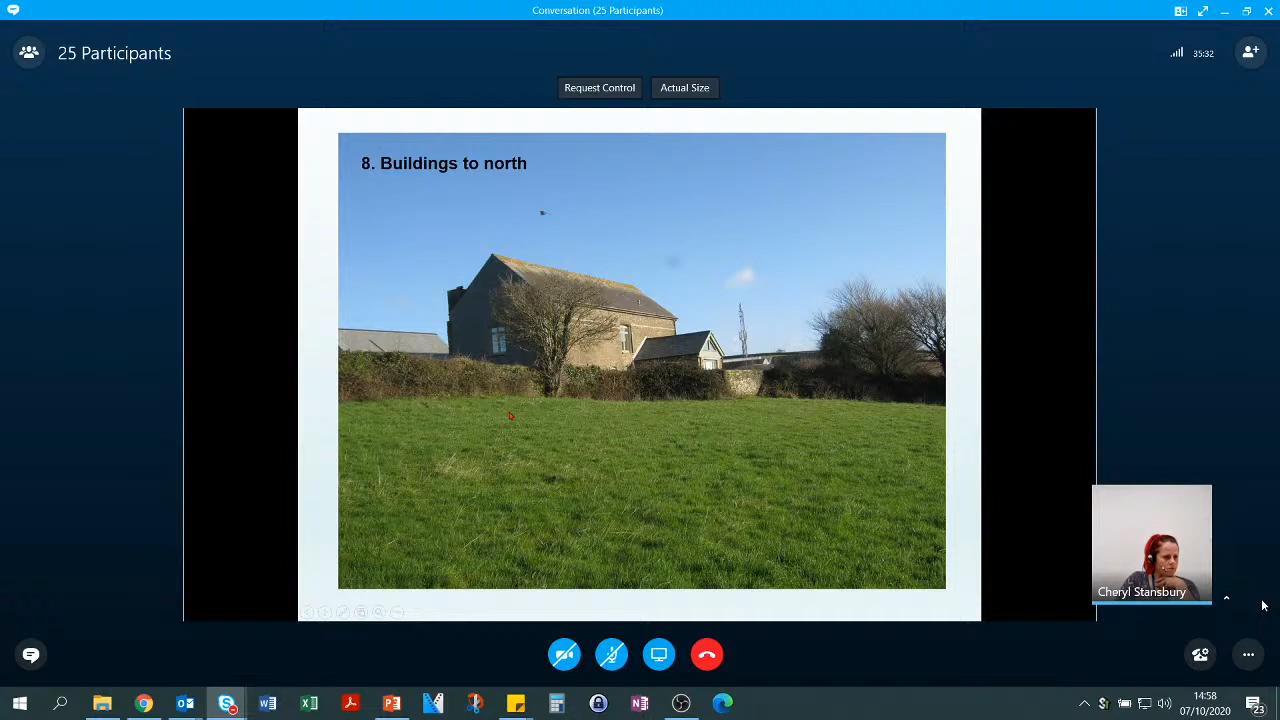 Conversation (25 Participants)
25 Participants
35:32
Request Control
Actual Size
8. Buildings to north
Cheryl Stansbury
14:58
07/10/2020
23